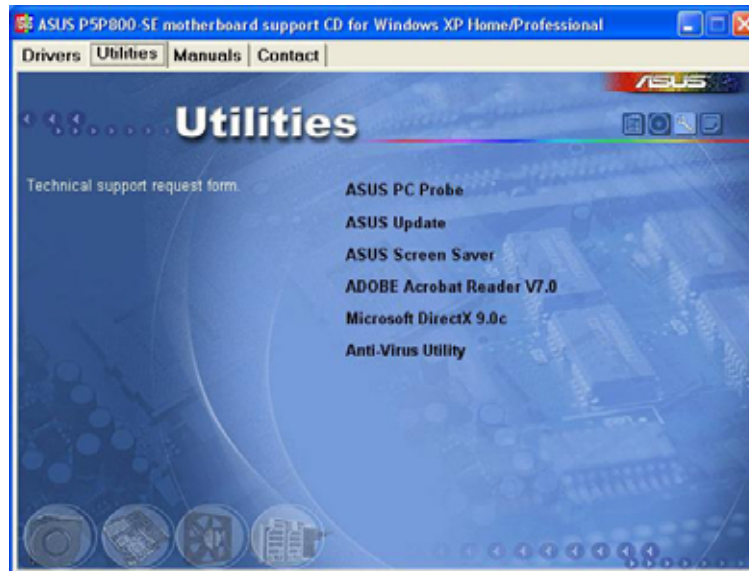 ASUS P5P800-SE motherboard support CD for Windows XP Home/Professional
Drivers Utilities Manuals Contact
ASUS
Utilities
Technical support request form.
ASUS PC Probe
ASUS Update
ASUS Screen Saver
ADOBE Acrobat Reader V7.0
Microsoft DirectX 9.0c
Anti-Virus Utility